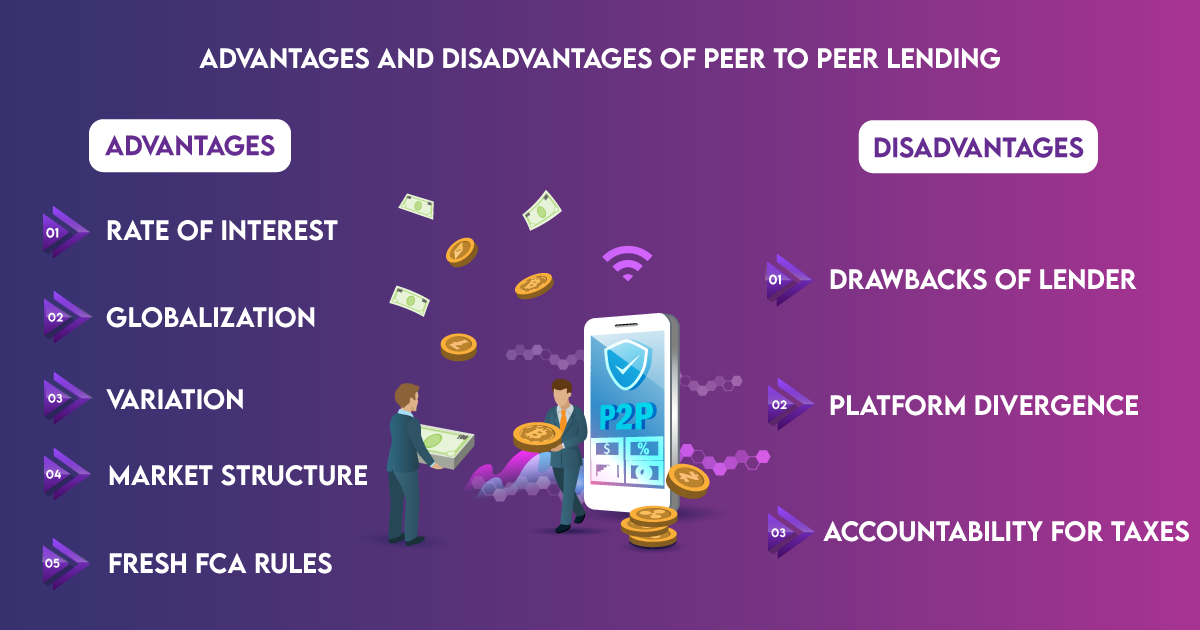 ADVANTAGES AND DISADVANTAGES OF PEER TO PEER LENDING
ADVANTAGES
01 RATE OF INTEREST
02 GLOBALIZATION
03 VARIATION
04 MARKET STRUCTURE
05 FRESH FCA RULES
P2P
$ %
DISADVANTAGES
01 DRAWBACKS OF LENDER
02 PLATFORM DIVERGENCE
03 ACCOUNTABILITY FOR TAXES